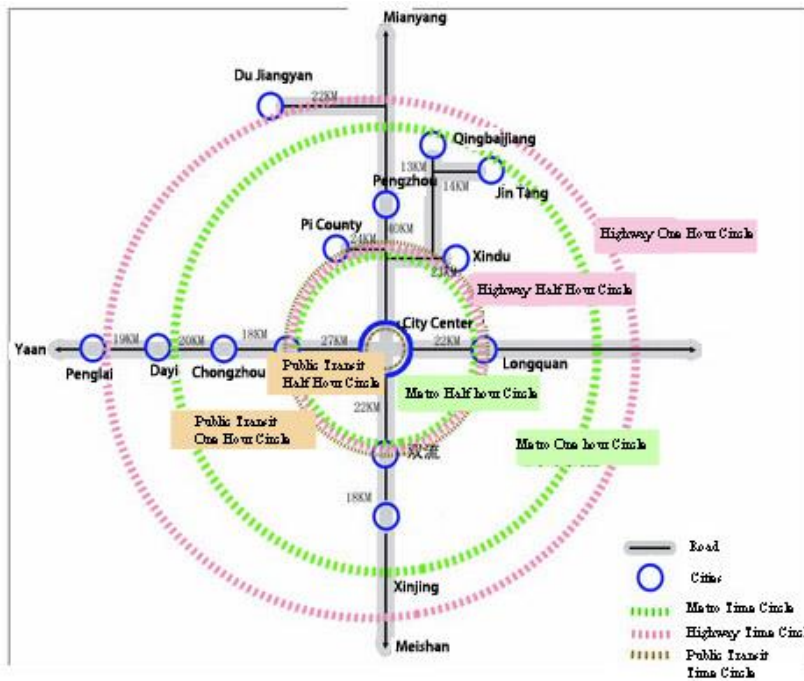 Mianyang
Du Jiangyan
22KM
Qingbaijiang
13KM
14KM
Jin Tang
Pengzhou
40KM
Pi County
24KM
Xindu
21KM
Highway One Hour Circle
Highway Half Hour Circle
City Center
Yaan
19KM
20KM
18KM
27KM
22KM
Penglai
Dayi
Chongzhou
Longquan
Public Transit
Half Hour Circle
Metro Half hour Circle
22KM
Public Transit
One Hour Circle
Metro One hour Circle
双流
18KM
Xinjing
Meishan
Road
Cities
Metro Time Circle
Highway Time Circle
Public Transit
Time Circle